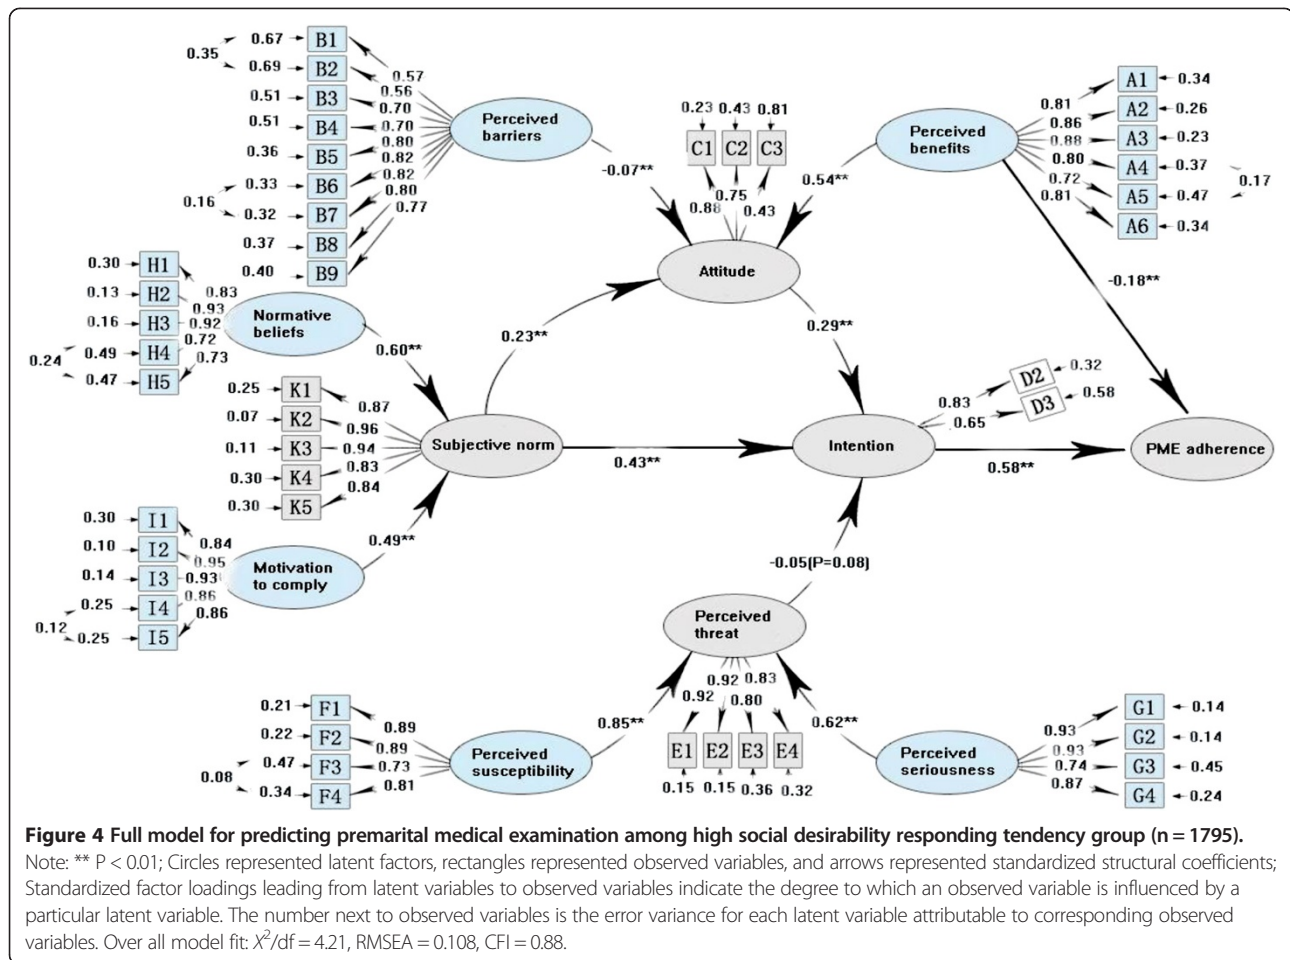 0.67 B1
0.35
0.69 B2
0.51 B3
0.51 B4
0.36 B5
0.33 B6
0.16
0.32 B7
0.37 B8
0.40 B9
0.57
0.56
0.70
0.70
0.80
0.82
0.82
0.80
0.77
Perceived
barriers
-0.07**
0.23 0.43 0.81
C1 C2 C3
0.75
0.88 0.43
Attitude
0.54**
Perceived
benefits
0.81
0.86
0.88
0.80
0.72
0.81
A1 0.34
A2 0.26
A3 0.23
A4 0.37
0.17
A5 0.47
A6 0.34
-0.18**
0.30 H1
0.13 H2
0.16 H3
0.49 H4
0.24
0.47 H5
0.83
0.93
0.92
0.72
0.73
Normative
beliefs
0.60**
0.23**
0.29**
0.25 K1
0.07 K2
0.11 K3
0.30 K4
0.30 K5
0.87
0.96
0.94
0.83
0.84
Subjective norm
0.43**
Intention
0.83
0.65
D2 0.32
D3 0.58
0.58**
PME adherence
0.30 I1
0.10 I2
0.14 I3
0.25 I4
0.12
0.25 I5
0.84
0.95
0.93
0.86
0.86
Motivation
to comply
0.49**
-0.05(P=0.08)
Perceived
threat
0.92 0.83
0.92 0.80
E1 E2 E3 E4
0.15 0.15 0.36 0.32
0.21 F1
0.22 F2
0.47 F3
0.08
0.34 F4
0.89
0.89
0.73
0.81
Perceived
susceptibility
0.85**
0.62**
Perceived
seriousness
0.93
0.93
0.74
0.87
G1 0.14
G2 0.14
G3 0.45
G4 0.24
Figure 4 Full model for predicting premarital medical examination among high social desirability responding tendency group (n = 1795).
Note: ** P < 0.01; Circles represented latent factors, rectangles represented observed variables, and arrows represented standardized structural coefficients;
Standardized factor loadings leading from latent variables to observed variables indicate the degree to which an observed variable is influenced by a
particular latent variable. The number next to observed variables is the error variance for each latent variable attributable to corresponding observed
variables. Over all model fit: X²/df = 4.21, RMSEA = 0.108, CFI = 0.88.